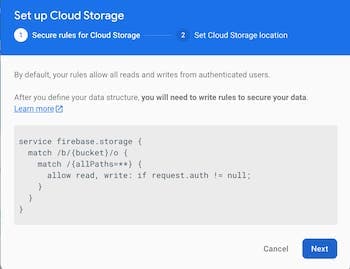 Set up Cloud Storage
1 Secure rules for Cloud Storage 2 Set Cloud Storage location
By default, your rules allow all reads and writes from authenticated users.
After you define your data structure, you will need to write rules to secure your data.
Learn more
service firebase.storage {
  match /b/{bucket}/o {
    match /{allPaths=**} {
      allow read, write: if request.auth != null;
    }
  }
}
Cancel Next